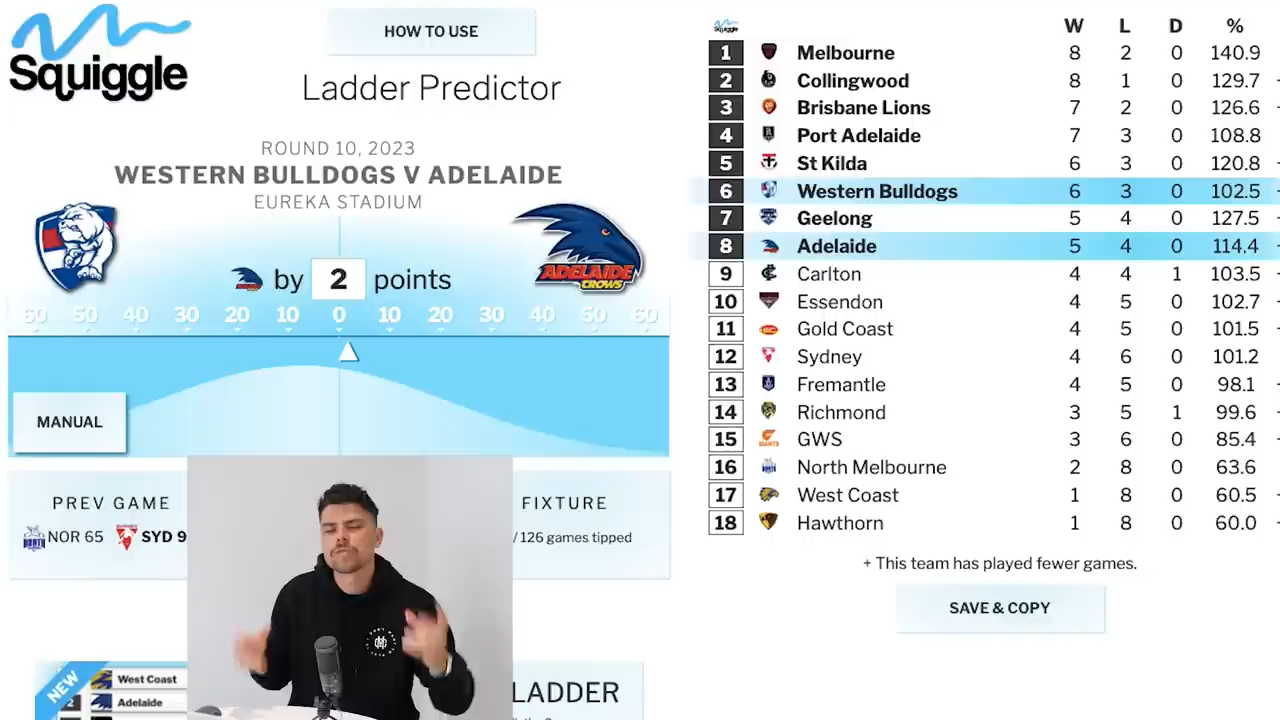 Squiggle
HOW TO USE
Ladder Predictor
ROUND 10, 2023
WESTERN BULLDOGS V ADELAIDE
EUREKA STADIUM
ADELAIDE
CROWS
by 2 points
60 50 40 30 20 10 0 10 20 30 40 50 60
MANUAL
PREV GAME
NOR 65 SYD 9
FIXTURE
/ 126 games tipped
NEW
West Coast
Adelaide
LADDER
Squiggle W L D %
1 Melbourne 8 2 0 140.9
2 Collingwood 8 1 0 129.7
3 Brisbane Lions 7 2 0 126.6
4 Port Adelaide 7 3 0 108.8
5 St Kilda 6 3 0 120.8
6 Western Bulldogs 6 3 0 102.5
7 Geelong 5 4 0 127.5
8 Adelaide 5 4 0 114.4
9 Carlton 4 4 1 103.5
10 Essendon 4 5 0 102.7
11 Gold Coast 4 5 0 101.5
12 Sydney 4 6 0 101.2
13 Fremantle 4 5 0 98.1
14 Richmond 3 5 1 99.6
15 GWS 3 6 0 85.4
16 North Melbourne 2 8 0 63.6
17 West Coast 1 8 0 60.5
18 Hawthorn 1 8 0 60.0
+ This team has played fewer games.
SAVE & COPY